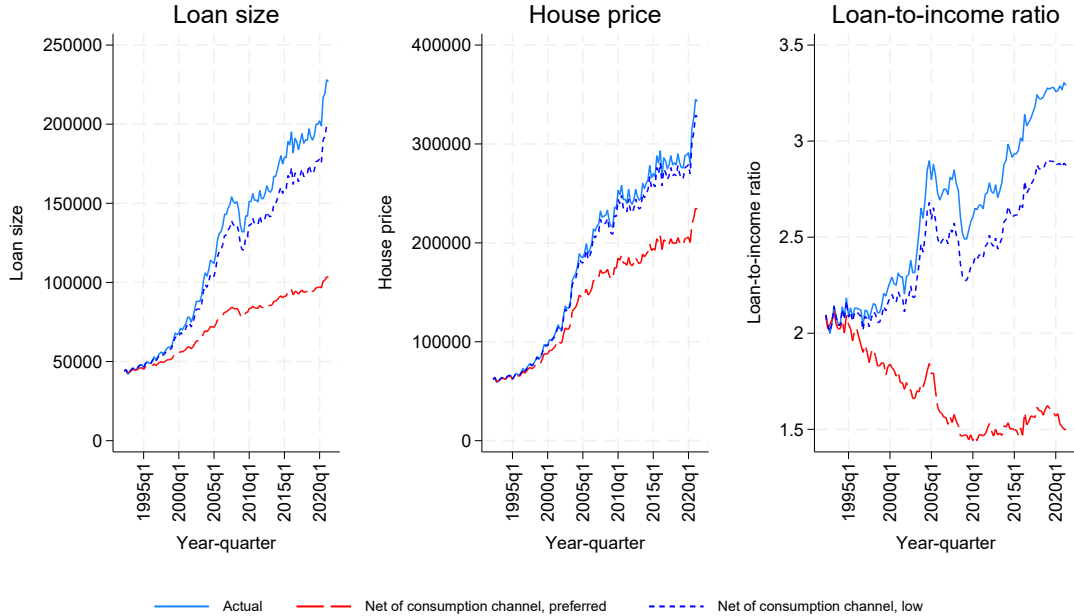 Loan size
250000
200000
150000
100000
50000
0
Loan size
1995q1
2000q1
2005q1
2010q1
2015q1
2020q1
Year-quarter
House price
400000
300000
200000
100000
0
House price
1995q1
2000q1
2005q1
2010q1
2015q1
2020q1
Year-quarter
Loan-to-income ratio
3.5
3
2.5
2
1.5
Loan-to-income ratio
1995q1
2000q1
2005q1
2010q1
2015q1
2020q1
Year-quarter
Actual
Net of consumption channel, preferred
Net of consumption channel, low